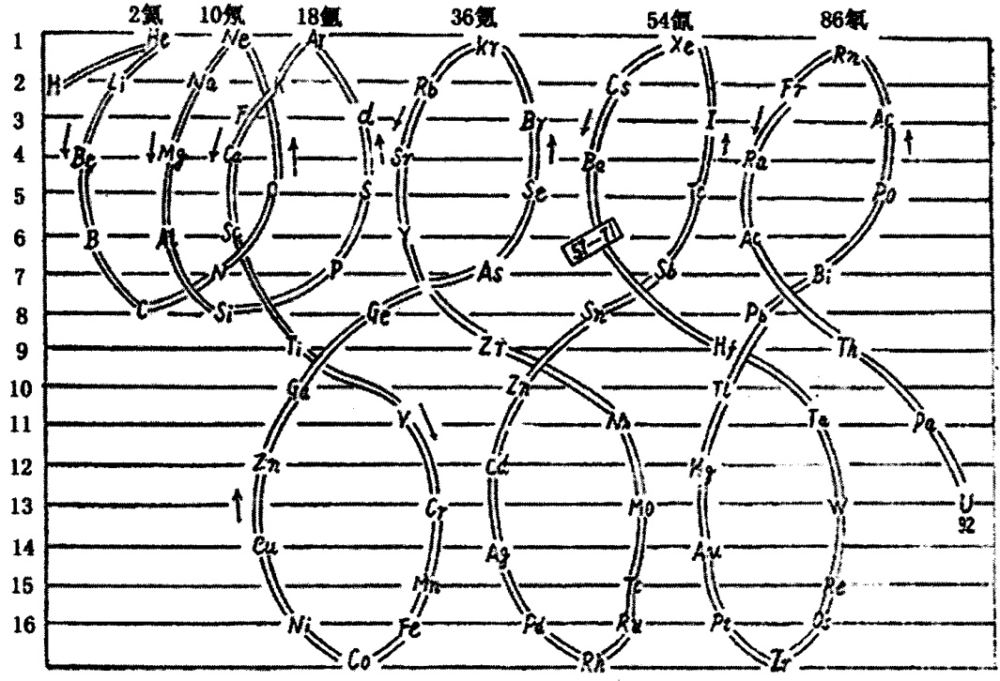 2氦 10氖 18氩 36氪 54氙 86氡
1 He Ne Ar Kr Xe Rn
2 H Li Na K Rb Cs Fr
3 F Cl Br I Ac
4 Be Mg Ca Sr Ba Ra
5 O S Se Te Po
6 B Al Sc Y 57-71 Ac
7 N P As Sb Bi
8 C Si Ge Sn Pb
9 Ti Zr Hf Th
10 Ga Zn Tl
11 V Nb Ta Pa
12 Zn Cd Hg
13 Cr Mo W U
92
14 Cu Ag Au
15 Mn Tc Re
16 Ni Fe Pd Ru Pt Os
Co Rh Zr